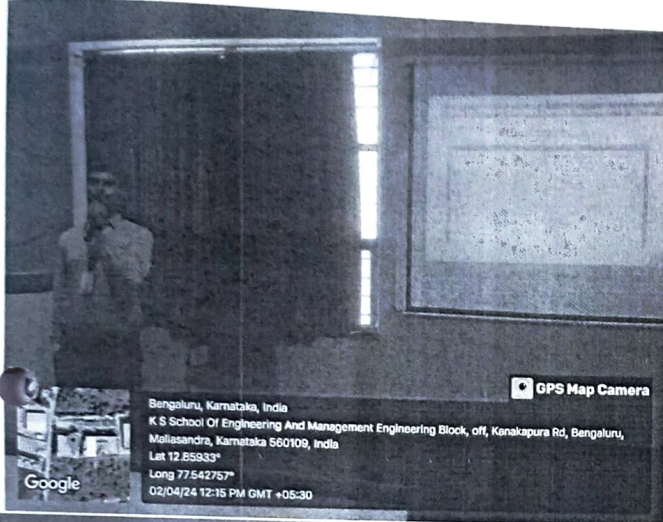 GPS Map Camera
Bengaluru, Karnataka, India
K S School Of Engineering And Management Engineering Block, off, Kanakapura Rd, Bengaluru,
Mallasandra, Karnataka 560109, India
Lat 12.85933°
Long 77.542757°
02/04/24 12:15 PM GMT +05:30
Google